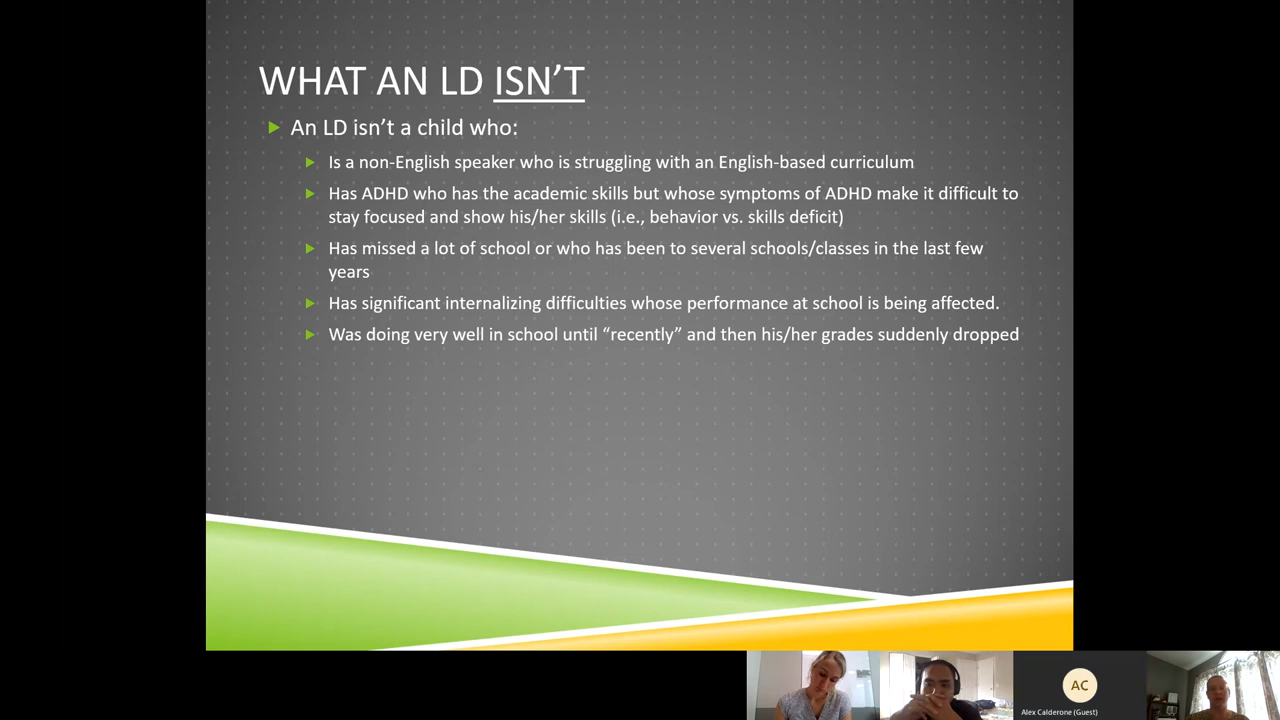 WHAT AN LD ISN'T
An LD isn't a child who:
Is a non-English speaker who is struggling with an English-based curriculum
Has ADHD who has the academic skills but whose symptoms of ADHD make it difficult to
stay focused and show his/her skills (i.e., behavior vs. skills deficit)
Has missed a lot of school or who has been to several schools/classes in the last few
years
Has significant internalizing difficulties whose performance at school is being affected.
Was doing very well in school until “recently” and then his/her grades suddenly dropped
AC
Alex Calderone (Guest)